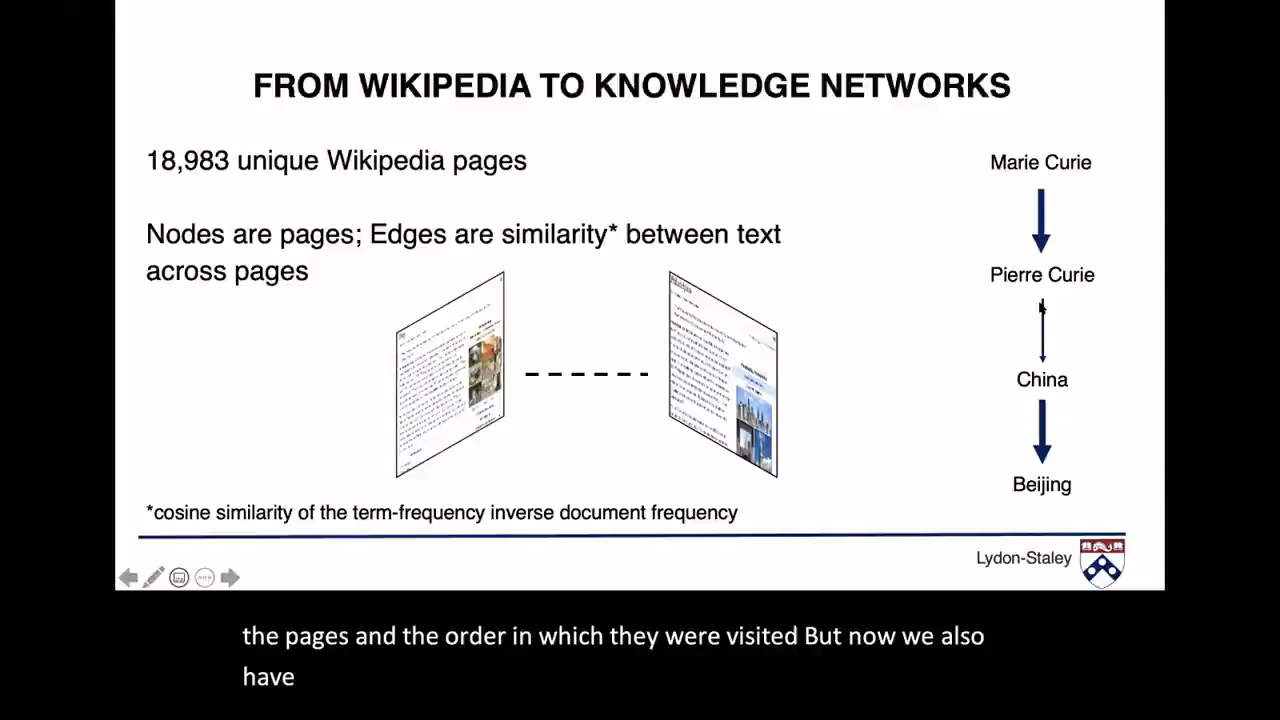 FROM WIKIPEDIA TO KNOWLEDGE NETWORKS
18,983 unique Wikipedia pages
Nodes are pages; Edges are similarity* between text
across pages
Marie Curie
Pierre Curie
China
Beijing
*cosine similarity of the term-frequency inverse document frequency
Lydon-Staley
the pages and the order in which they were visited But now we also
have